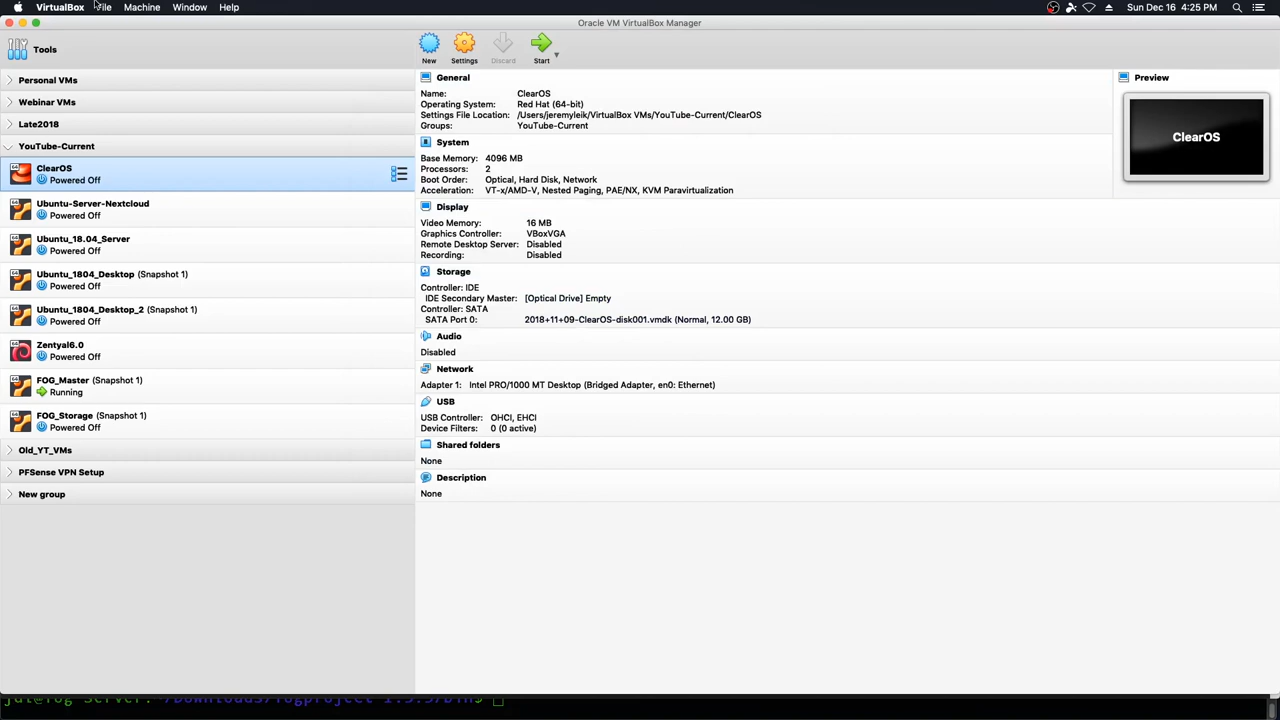 VirtualBox File Machine Window Help Sun Dec 16 4:25 PM
Oracle VM VirtualBox Manager
Tools
New Settings Discard Start
Personal VMs
Webinar VMs
Late2018
YouTube-Current
ClearOS
Powered Off
Ubuntu-Server-Nextcloud
Powered Off
Ubuntu_18.04_Server
Powered Off
Ubuntu_1804_Desktop (Snapshot 1)
Powered Off
Ubuntu_1804_Desktop_2 (Snapshot 1)
Powered Off
Zentyal6.0
Powered Off
FOG_Master (Snapshot 1)
Running
FOG_Storage (Snapshot 1)
Powered Off
Old_YT_VMs
PFSense VPN Setup
New group
General
Name: ClearOS
Operating System: Red Hat (64-bit)
Settings File Location: /Users/jeremyleik/VirtualBox VMs/YouTube-Current/ClearOS
Groups: YouTube-Current
System
Base Memory: 4096 MB
Processors: 2
Boot Order: Optical, Hard Disk, Network
Acceleration: VT-x/AMD-V, Nested Paging, PAE/NX, KVM Paravirtualization
Display
Video Memory: 16 MB
Graphics Controller: VBoxVGA
Remote Desktop Server: Disabled
Recording: Disabled
Storage
Controller: IDE
IDE Secondary Master: [Optical Drive] Empty
Controller: SATA
SATA Port 0: 2018+11+09-ClearOS-disk001.vmdk (Normal, 12.00 GB)
Audio
Disabled
Network
Adapter 1: Intel PRO/1000 MT Desktop (Bridged Adapter, en0: Ethernet)
USB
USB Controller: OHCI, EHCI
Device Filters: 0 (0 active)
Shared folders
None
Description
None
Preview
ClearOS